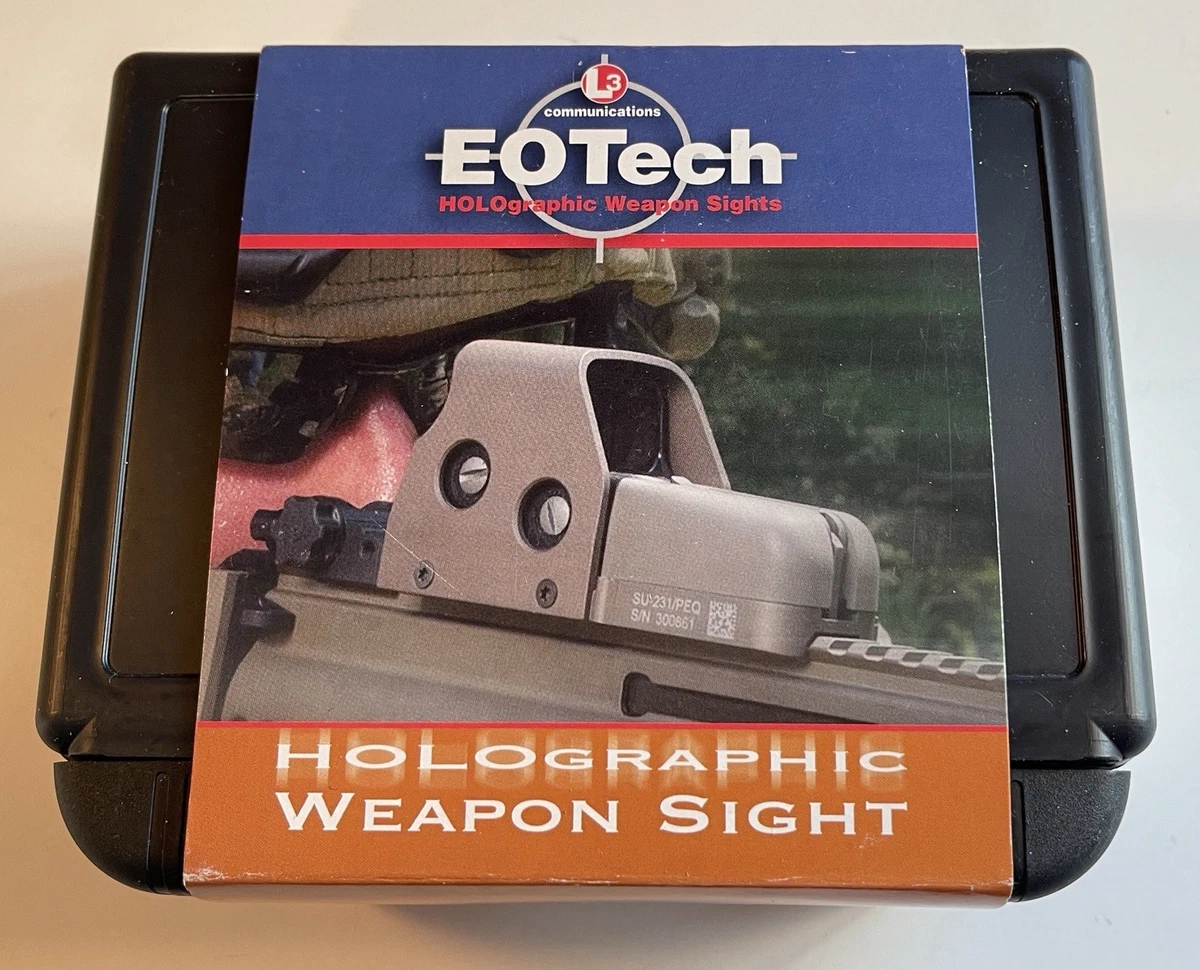 L3
communications
EOTech
HOLOgraphic Weapon Sights
SU-231/PEQ
S/N 300661
HOLOGRAPHIC
WEAPON SIGHT